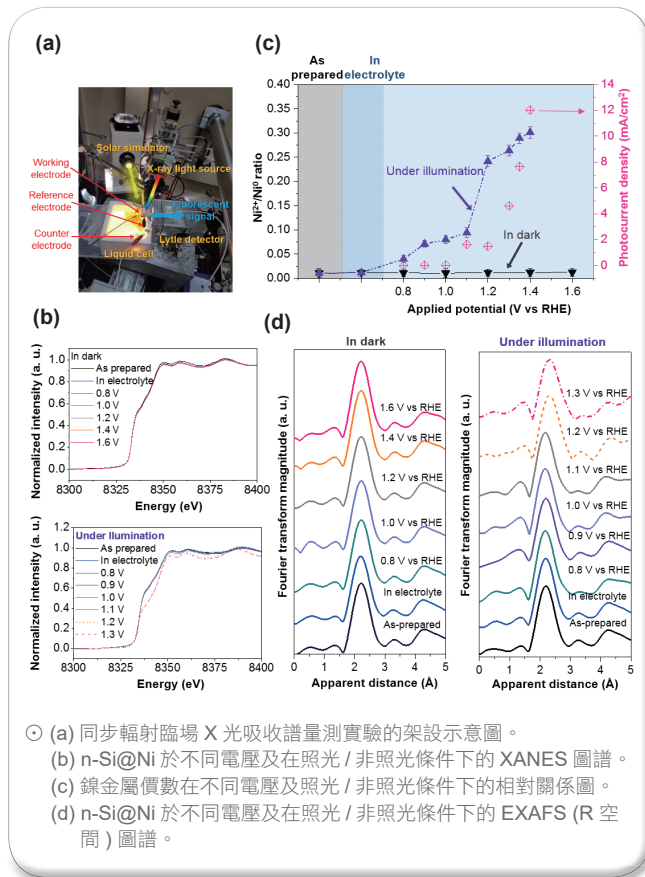 (a)
Solar simulator
Working
electrode
X-ray light source
Reference
electrode
Fluorescent
signal
Counter
electrode
Lytle detector
Liquid cell
(c)
As
prepared
In
electrolyte
0.40
0.35
0.30
0.25
0.20
0.15
0.10
0.05
0.00
Ni²⁺/Ni⁰ ratio
14
12
10
8
6
4
2
0
Photocurrent density (mA/cm²)
Under illumination
In dark
0.8
1.0
1.2
1.4
1.6
Applied potential (V vs RHE)
(b)
In dark
As prepared
In electrolyte
0.8 V
1.0 V
1.2 V
1.4 V
1.6 V
Normalized intensity (a. u.)
1.0
0.8
0.6
0.4
0.2
0.0
8300
8325
8350
8375
8400
Energy (eV)
Under Illumination
As prepared
In electrolyte
0.8 V
0.9 V
1.0 V
1.1 V
1.2 V
1.3 V
Normalized intensity (a. u.)
1.2
1.0
0.8
0.6
0.4
0.2
0.0
8300
8325
8350
8375
8400
Energy (eV)
(d)
In dark
1.6 V vs RHE
1.4 V vs RHE
1.2 V vs RHE
1.0 V vs RHE
0.8 V vs RHE
In electrolyte
As-prepared
Fourier transform magnitude (a. u.)
0 1 2 3 4 5
Apparent distance (Å)
Under illumination
1.3 V vs RHE
1.2 V vs RHE
1.1 V vs RHE
1.0 V vs RHE
0.9 V vs RHE
0.8 V vs RHE
In electrolyte
As-prepared
Fourier transform magnitude (a. u.)
0 1 2 3 4 5
Apparent distance (Å)
⊙ (a) 同步輻射臨場 X 光吸收譜量測實驗的架設示意圖。
(b) n-Si@Ni 於不同電壓及在照光 / 非照光條件下的 XANES 圖譜。
(c) 鎳金屬價數在不同電壓及照光 / 非照光條件下的相對關係圖。
(d) n-Si@Ni 於不同電壓及在照光 / 非照光條件下的 EXAFS (R 空
間 ) 圖譜。